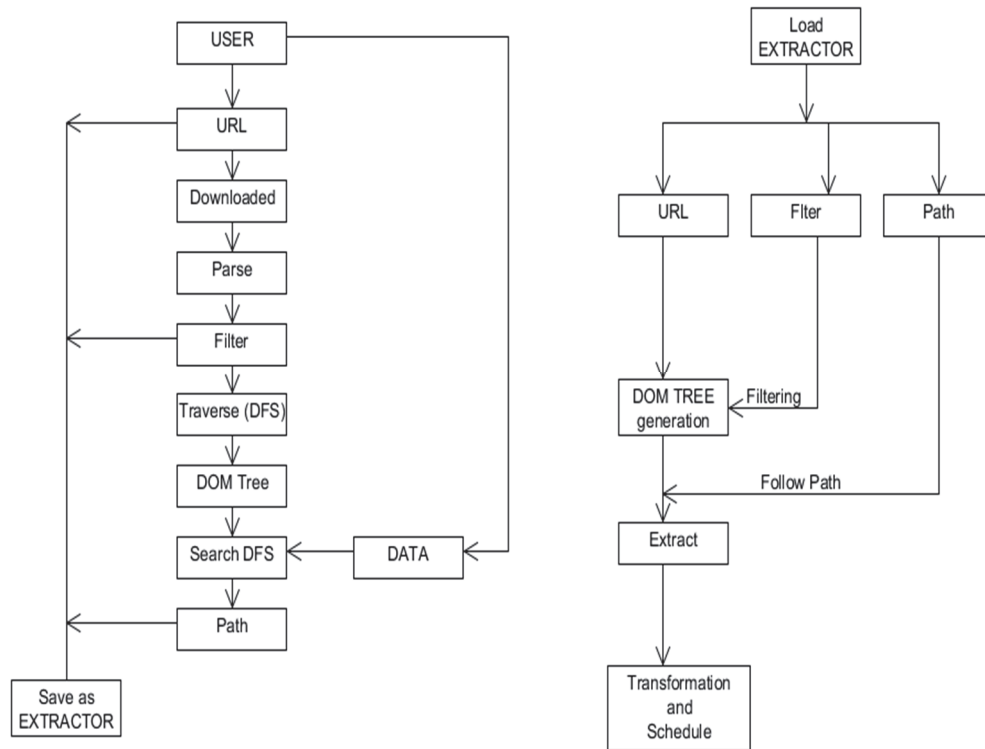 USER
URL
Downloaded
Parse
Filter
Traverse (DFS)
DOM Tree
Search DFS
DATA
Path
Save as
EXTRACTOR
Load
EXTRACTOR
URL
Flter
Path
DOM TREE
generation
Filtering
Follow Path
Extract
Transformation
and
Schedule